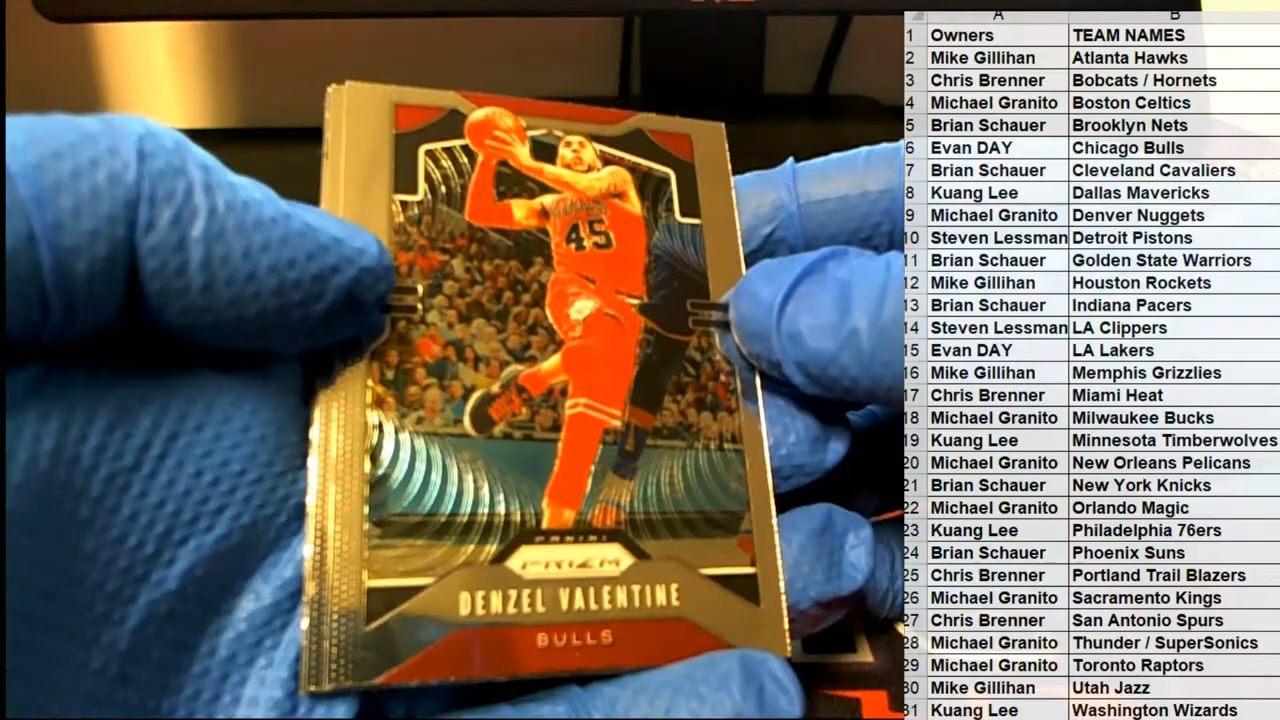 45
PANINI
PRIZM
DENZEL VALENTINE
BULLS
A B
1 Owners TEAM NAMES
2 Mike Gillihan Atlanta Hawks
3 Chris Brenner Bobcats / Hornets
4 Michael Granito Boston Celtics
5 Brian Schauer Brooklyn Nets
6 Evan DAY Chicago Bulls
7 Brian Schauer Cleveland Cavaliers
8 Kuang Lee Dallas Mavericks
9 Michael Granito Denver Nuggets
10 Steven Lessman Detroit Pistons
11 Brian Schauer Golden State Warriors
12 Mike Gillihan Houston Rockets
13 Brian Schauer Indiana Pacers
14 Steven Lessman LA Clippers
15 Evan DAY LA Lakers
16 Mike Gillihan Memphis Grizzlies
17 Chris Brenner Miami Heat
18 Michael Granito Milwaukee Bucks
19 Kuang Lee Minnesota Timberwolves
20 Michael Granito New Orleans Pelicans
21 Brian Schauer New York Knicks
22 Michael Granito Orlando Magic
23 Kuang Lee Philadelphia 76ers
24 Brian Schauer Phoenix Suns
25 Chris Brenner Portland Trail Blazers
26 Michael Granito Sacramento Kings
27 Chris Brenner San Antonio Spurs
28 Michael Granito Thunder / SuperSonics
29 Michael Granito Toronto Raptors
30 Mike Gillihan Utah Jazz
31 Kuang Lee Washington Wizards